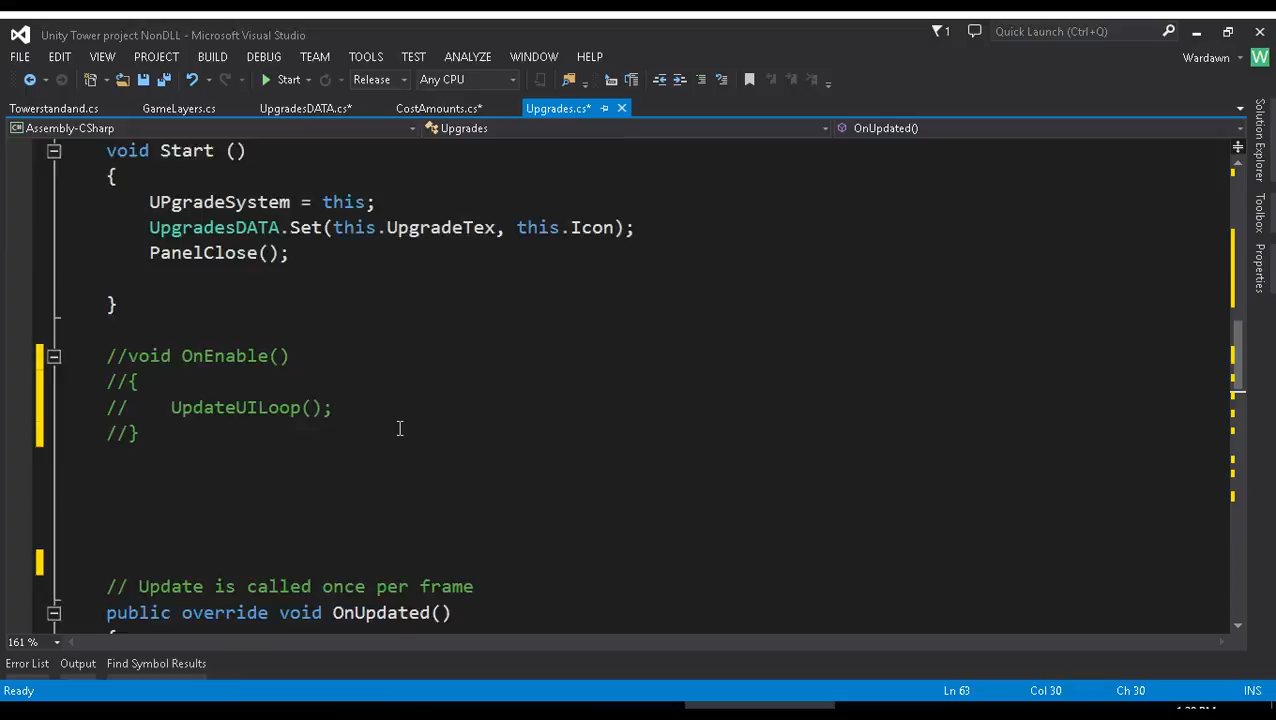 Unity Tower project NonDLL - Microsoft Visual Studio
1
Quick Launch (Ctrl+Q)
FILE EDIT VIEW PROJECT BUILD DEBUG TEAM TOOLS TEST ANALYZE WINDOW HELP
Wardawn W
Start Release Any CPU
Towerstandand.cs GameLayers.cs UpgradesDATA.cs* CostAmounts.cs* Upgrades.cs*
Assembly-CSharp Upgrades OnUpdated()
void Start ()
{
UPgradeSystem = this;
UpgradesDATA.Set(this.UpgradeTex, this.Icon);
PanelClose();
}
//void OnEnable()
//{
// UpdateUILoop();
//}
// Update is called once per frame
public override void OnUpdated()
161 %
Error List Output Find Symbol Results
Ready Ln 63 Col 30 Ch 30 INS
Solution Explorer
Toolbox
Properties